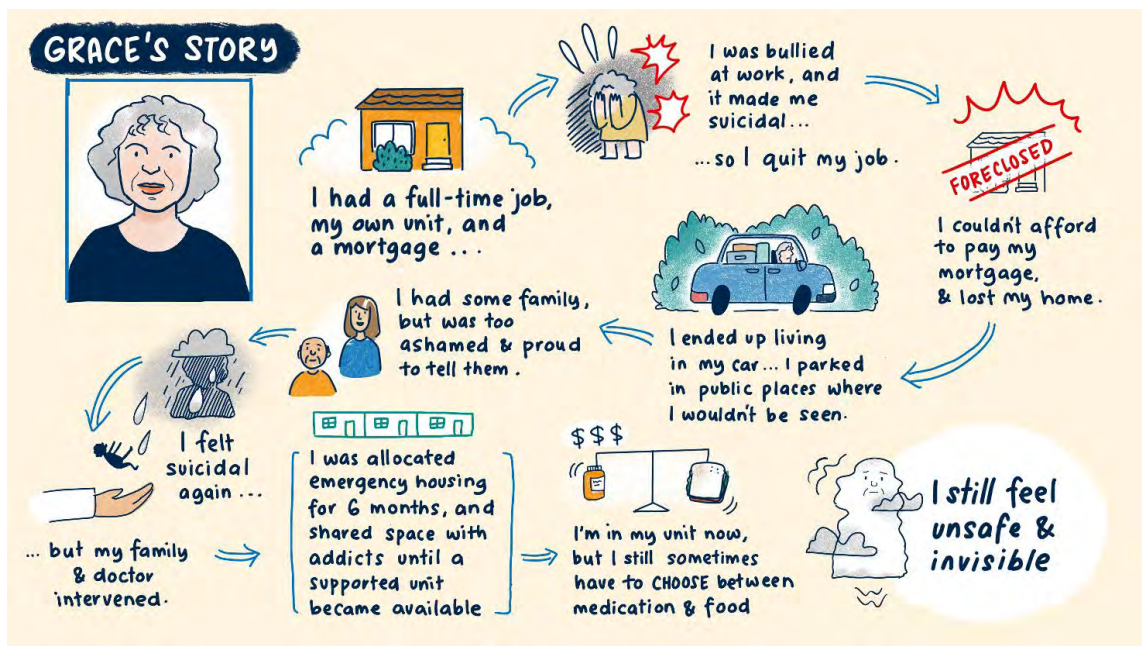 GRACE'S STORY
I had a full-time job,
my own unit, and
a mortgage ...
I was bullied
at work, and
it made me
suicidal...
...so I quit my job.
FORECLOSED
I couldn't afford
to pay my
mortgage,
& lost my home.
I ended up living
in my car... I parked
in public places where
I wouldn't be seen.
I had some family,
but was too
ashamed & proud
to tell them.
I felt
suicidal
again ...
... but my family
& doctor
intervened.
I was allocated
emergency housing
for 6 months, and
shared space with
addicts until a
supported unit
became available
$$$
I'm in my unit now,
but I still sometimes
have to CHOOSE between
medication & food
I still feel
unsafe &
invisible